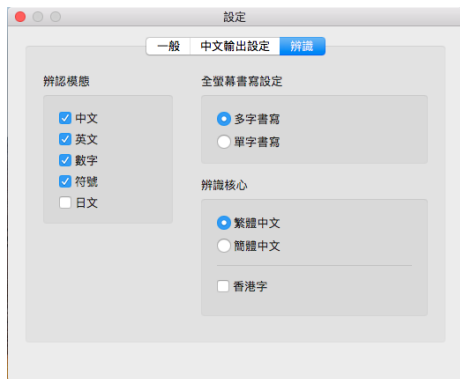 設定
一般 中文輸出設定 辨識
辨認模態
中文
英文
數字
符號
日文
全螢幕書寫設定
多字書寫
單字書寫
辨識核心
繁體中文
簡體中文
香港字